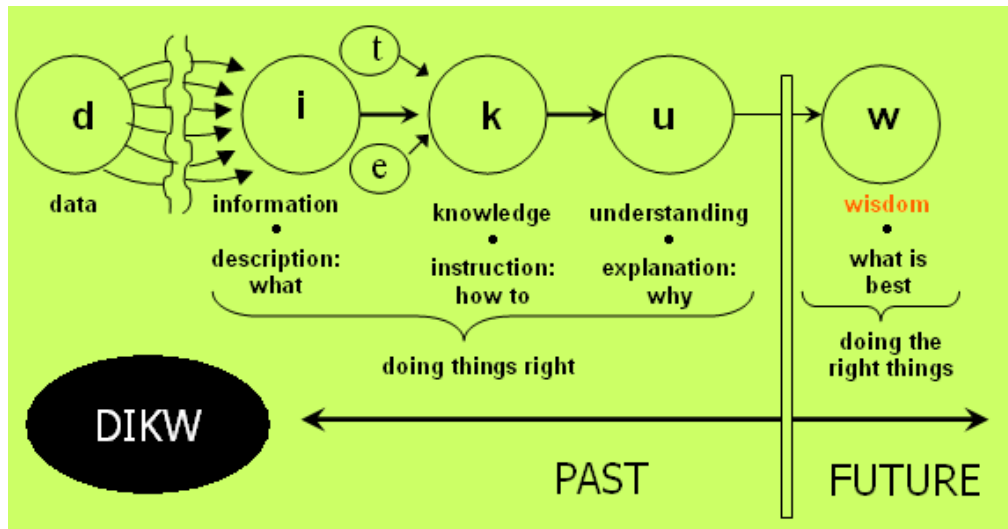 d
i
t
e
k
u
w
data
information
description:
what
knowledge
instruction:
how to
understanding
explanation:
why
wisdom
what is
best
doing things right
doing the
right things
DIKW
PAST
FUTURE